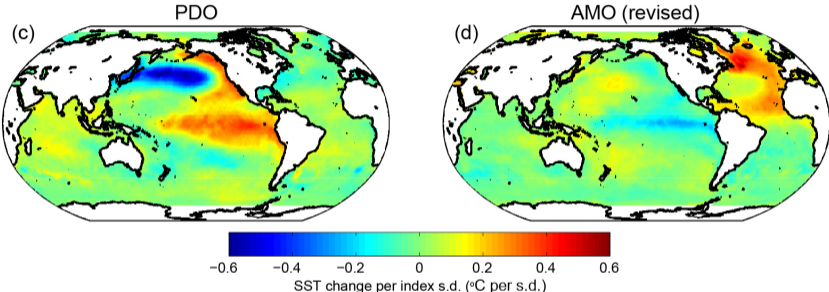 PDO
AMO (revised)
(c)
(d)
−0.6 −0.4 −0.2 0 0.2 0.4 0.6
SST change per index s.d. (°C per s.d.)